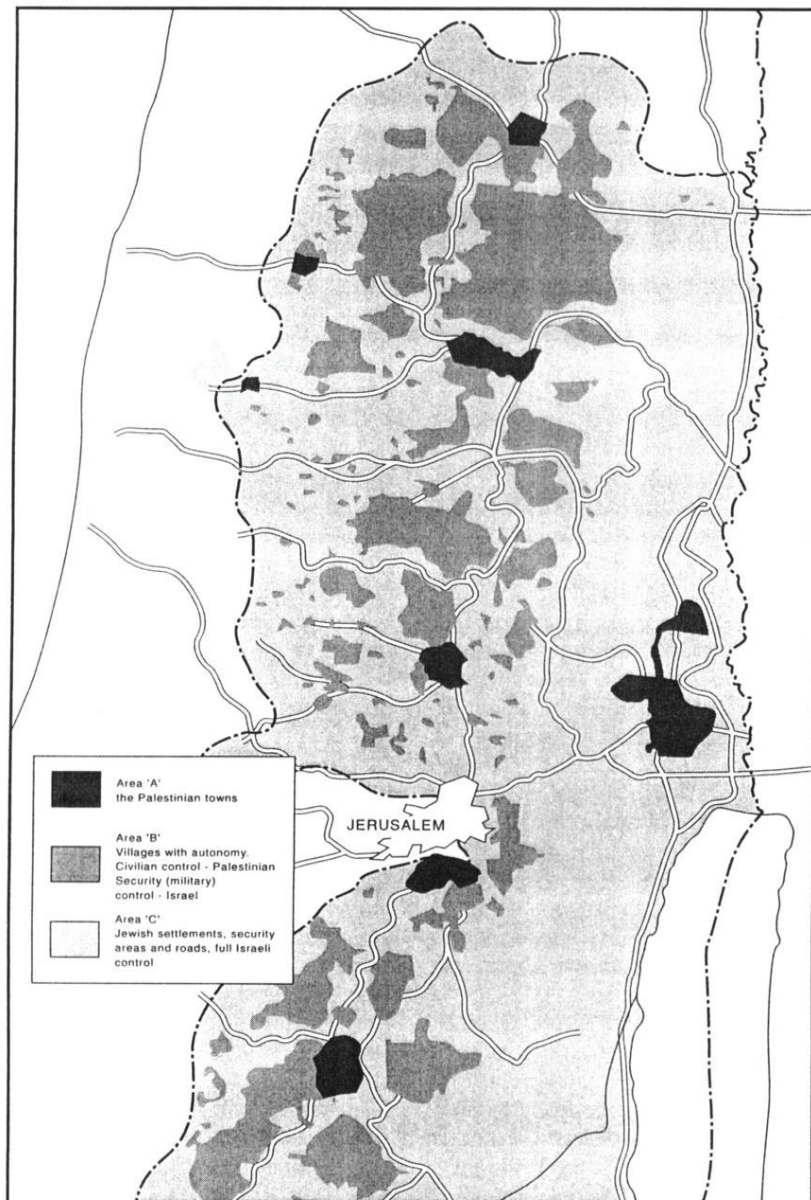 JERUSALEM
Area 'A'
the Palestinian towns
Area 'B'
Villages with autonomy.
Civilian control - Palestinian
Security (military)
control - Israel
Area 'C'
Jewish settlements, security
areas and roads, full Israeli
control